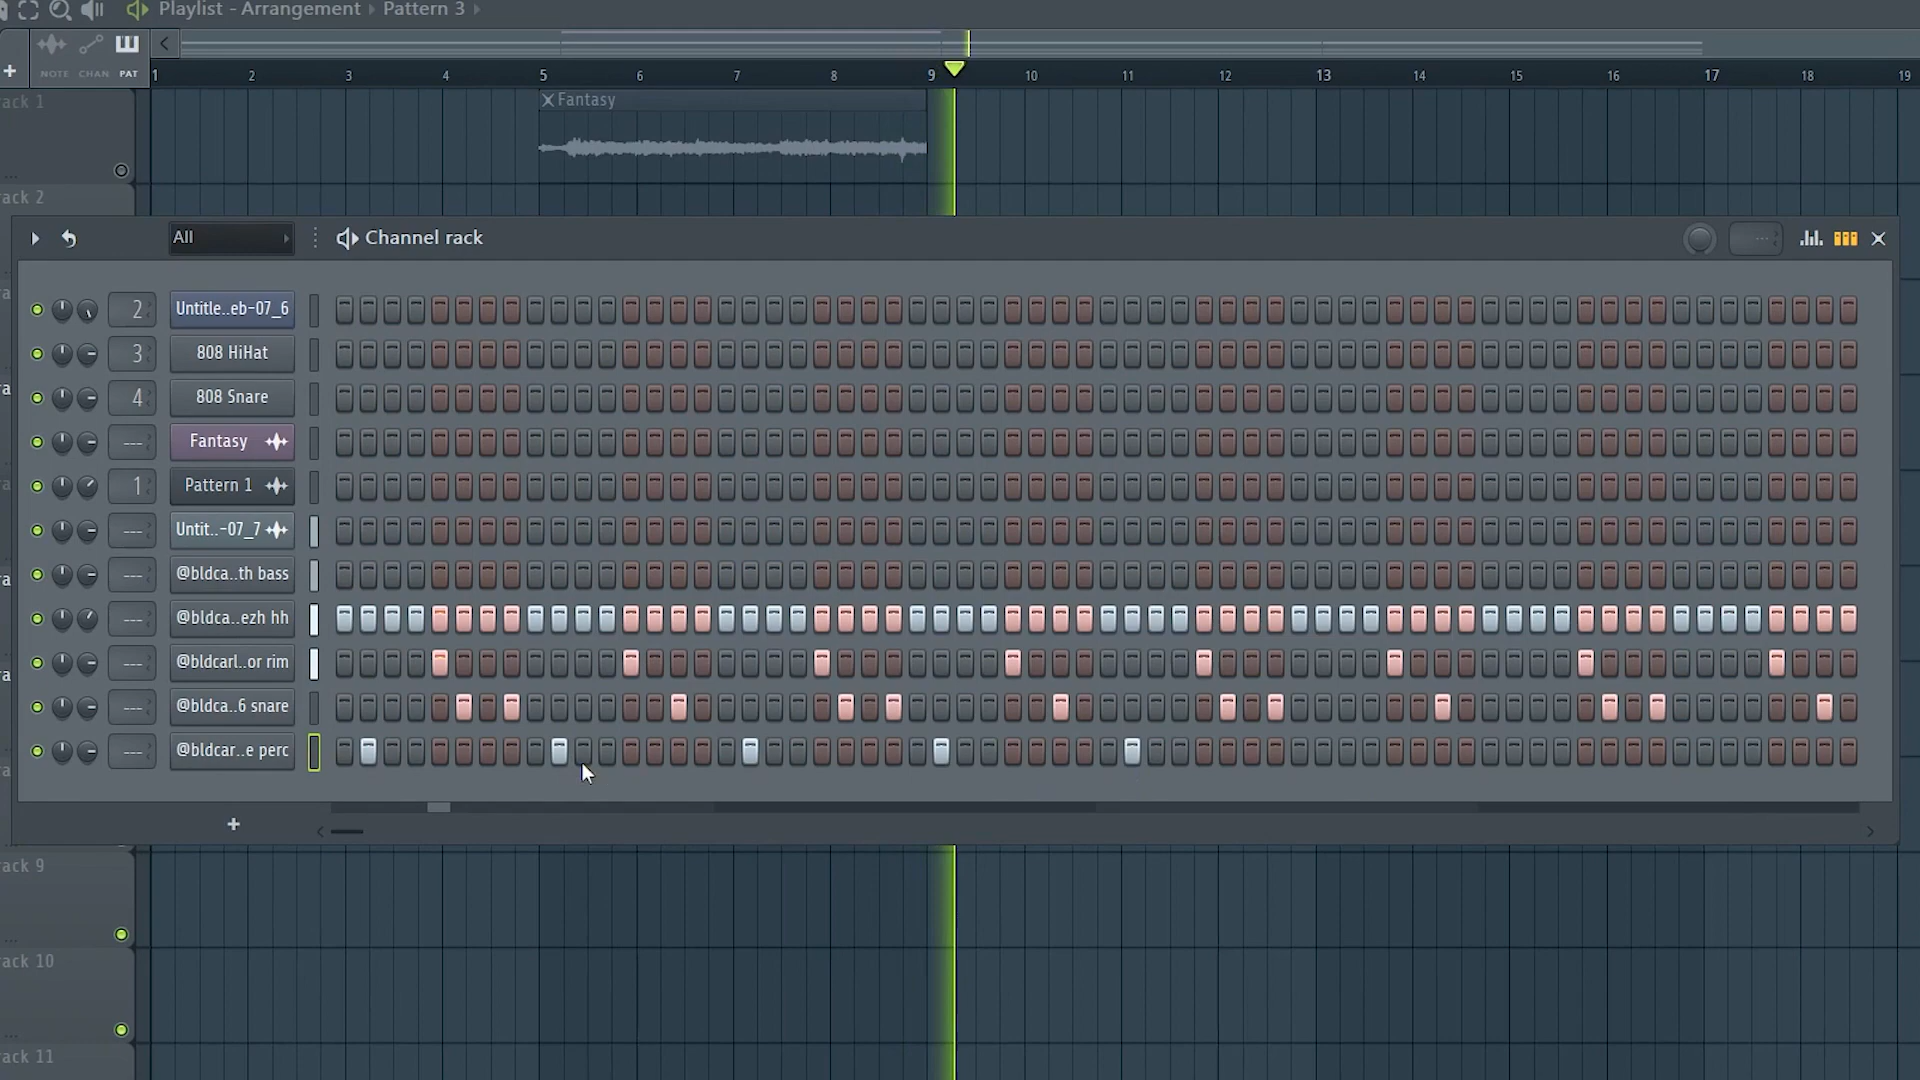 Playlist - Arrangement › Pattern 3 ›
NOTE CHAN PAT
1 2 3 4 5 6 7 8 9 10 11 12 13 14 15 16 17 18 19
ack 1
Fantasy
ack 2
All
Channel rack
2 Untitle..eb-07_6
3 808 HiHat
4 808 Snare
--- Fantasy
1 Pattern 1
--- Untit..-07_7
--- @bldca..th bass
--- @bldca..ezh hh
--- @bldcarl..or rim
--- @bldca..6 snare
--- @bldcar..e perc
+
ack 9
ack 10
ack 11